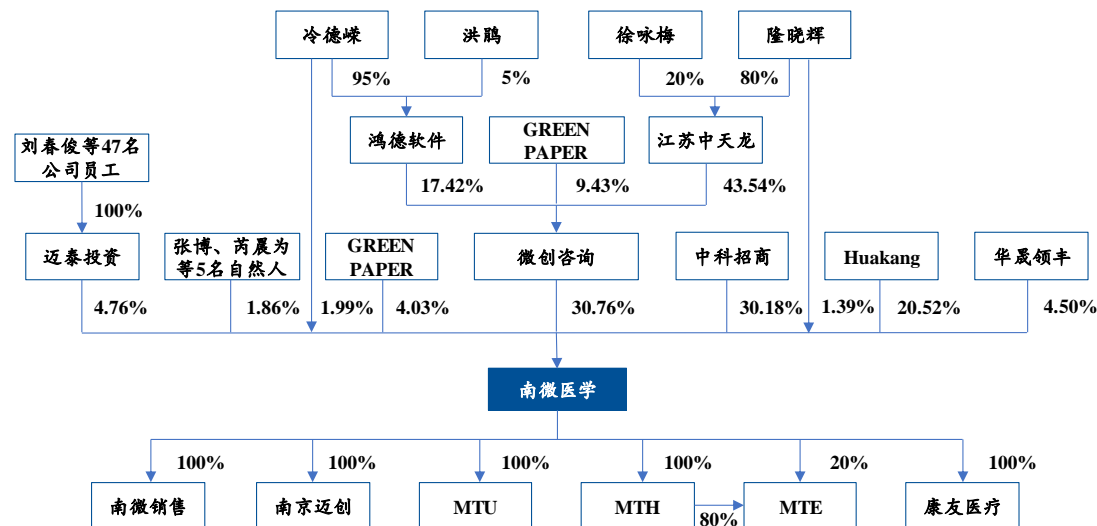 冷德嵘
洪鹃
徐咏梅
隆晓辉
95%
5%
20%
80%
刘春俊等47名
公司员工
鸿德软件
GREEN
PAPER
江苏中天龙
17.42%
9.43%
43.54%
100%
迈泰投资
张博、芮晨为
等5名自然人
GREEN
PAPER
微创咨询
中科招商
Huakang
华晟领丰
4.76%
1.86%
1.99%
4.03%
30.76%
30.18%
1.39%
20.52%
4.50%
南微医学
100%
100%
100%
100%
20%
100%
南微销售
南京迈创
MTU
MTH
80%
MTE
康友医疗